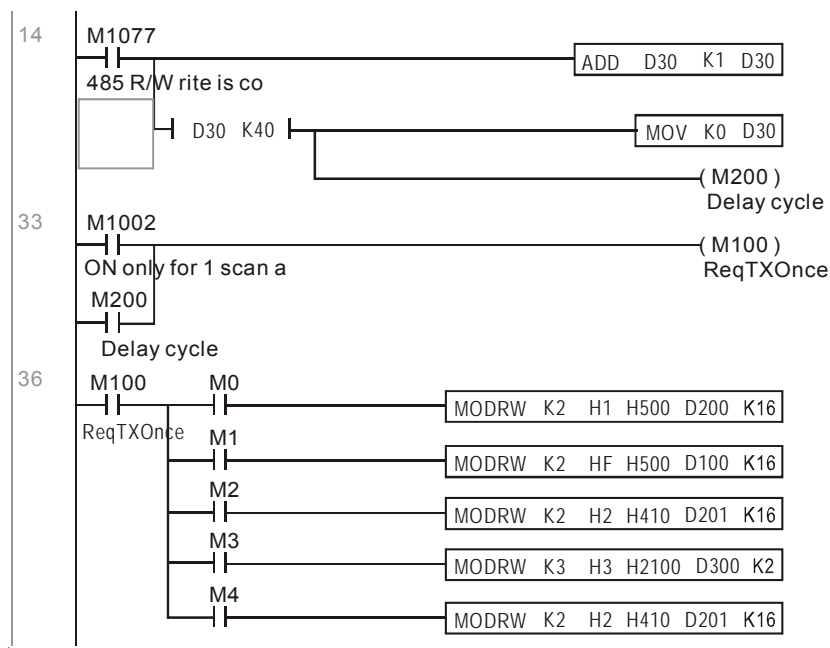 14
M1077
ADD D30 K1 D30
485 R/W rite is co
D30 K40
MOV K0 D30
( M200 )
Delay cycle
33
M1002
( M100 )
ON only for 1 scan a
ReqTXOnce
M200
Delay cycle
36
M100 M0
MODRW K2 H1 H500 D200 K16
ReqTXOnce
M1
MODRW K2 HF H500 D100 K16
M2
MODRW K2 H2 H410 D201 K16
M3
MODRW K3 H3 H2100 D300 K2
M4
MODRW K2 H2 H410 D201 K16